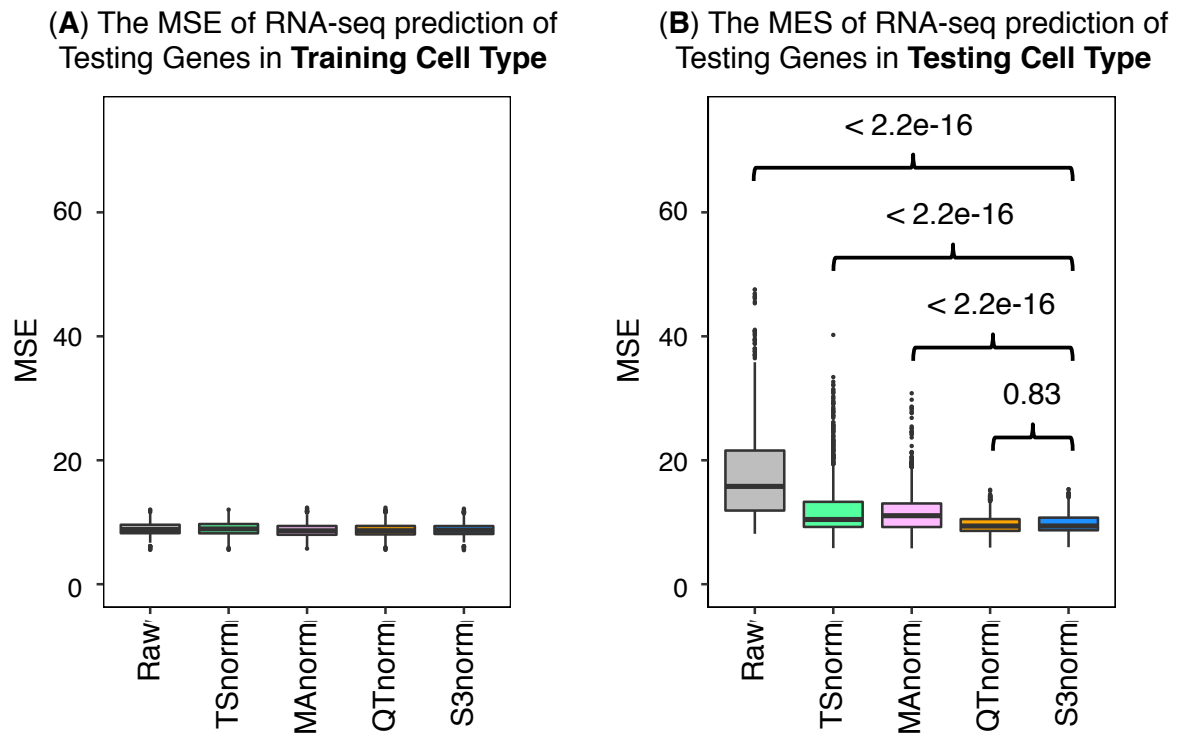 (A) The MSE of RNA-seq prediction of
Testing Genes in Training Cell Type
MSE
60
40
20
0
Raw
TSnorm
MAnorm
QTnorm
S3norm
(B) The MES of RNA-seq prediction of
Testing Genes in Testing Cell Type
MSE
60
40
20
0
< 2.2e-16
< 2.2e-16
< 2.2e-16
0.83
Raw
TSnorm
MAnorm
QTnorm
S3norm